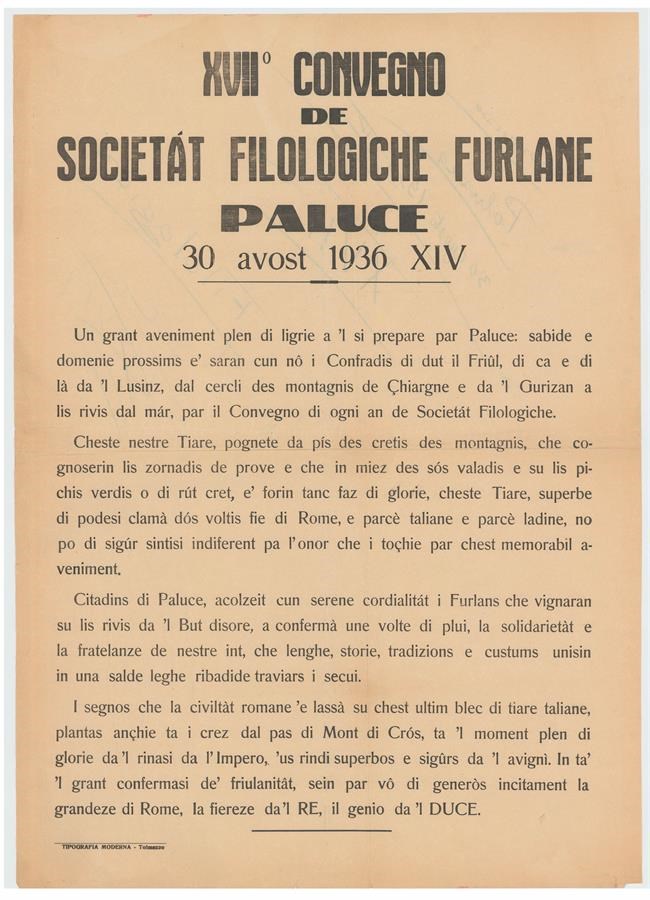 XVII° CONVEGNO
DE
SOCIETÁT FILOLOGICHE FURLANE
PALUCE
30 avost 1936 XIV
Un grant aveniment plen di ligrie a 'l si prepare par Paluce: sabide e
domenie prossims e' saran cun nô i Confradis di dut il Friûl, di ca e di
là da 'l Lusinz, dal cercli des montagnis de Çhiargne e da 'l Gurizan a
lis rivis dal már, par il Convegno di ogni an de Societát Filologiche.
Cheste nestre Tiare, pognete da pís des cretis des montagnis, che co-
gnoserin lis zornadis de prove e che in miez des sós valadis e su lis pi-
chis verdis o di rút cret, e' forin tanc faz di glorie, cheste Tiare, superbe
di podesi clamà dós voltis fie di Rome, e parcè taliane e parcè ladine, no
po di sigúr sintisi indiferent pa l'onor che i toçhie par chest memorabil a-
veniment.
Citadins di Paluce, acolzeit cun serene cordialitát i Furlans che vignaran
su lis rivis da 'l But disore, a confermà une volte di plui, la solidarietàt e
la fratelanze de nestre int, che lenghe, storie, tradizions e custums unisin
in una salde leghe ribadide traviars i secui.
I segnos che la civiltàt romane 'e lassà su chest ultim blec di tiare taliane,
plantas ançhie ta i crez dal pas di Mont di Crós, ta 'l moment plen di
glorie da 'l rinasi da l'Impero, 'us rindi superbos e sigûrs da 'l avignì. In ta'
'l grant confermasi de' friulanitât, sein par vô di generòs incitament la
grandeze di Rome, la fiereze da 'l RE, il genio da 'l DUCE.
TIPOGRAFIA MODERNA - Tolmezzo